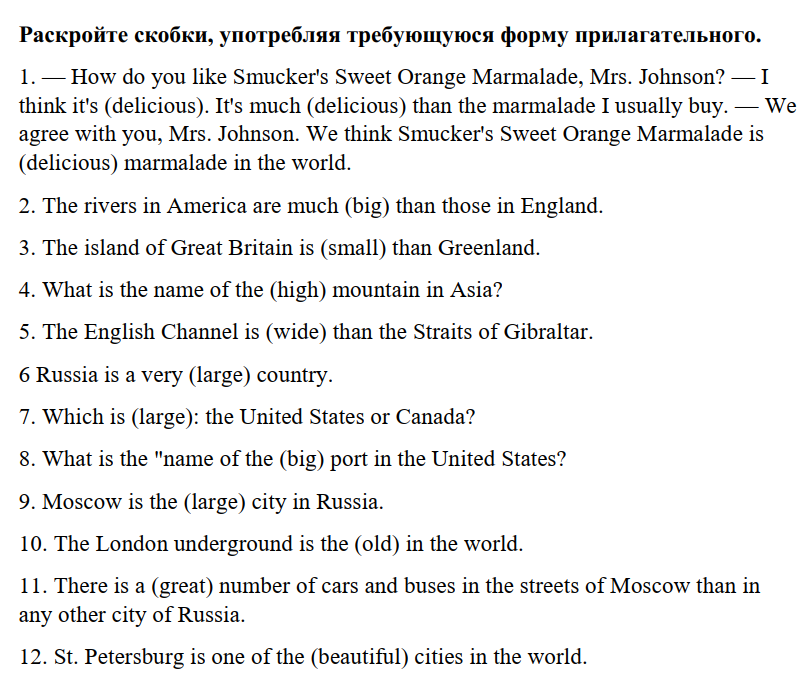 Раскройте скобки, употребляя требующуюся форму прилагательного.
1. — How do you like Smucker's Sweet Orange Marmalade, Mrs. Johnson? — I
think it's (delicious). It's much (delicious) than the marmalade I usually buy. — We
agree with you, Mrs. Johnson. We think Smucker's Sweet Orange Marmalade is
(delicious) marmalade in the world.
2. The rivers in America are much (big) than those in England.
3. The island of Great Britain is (small) than Greenland.
4. What is the name of the (high) mountain in Asia?
5. The English Channel is (wide) than the Straits of Gibraltar.
6 Russia is a very (large) country.
7. Which is (large): the United States or Canada?
8. What is the "name of the (big) port in the United States?
9. Moscow is the (large) city in Russia.
10. The London underground is the (old) in the world.
11. There is a (great) number of cars and buses in the streets of Moscow than in
any other city of Russia.
12. St. Petersburg is one of the (beautiful) cities in the world.